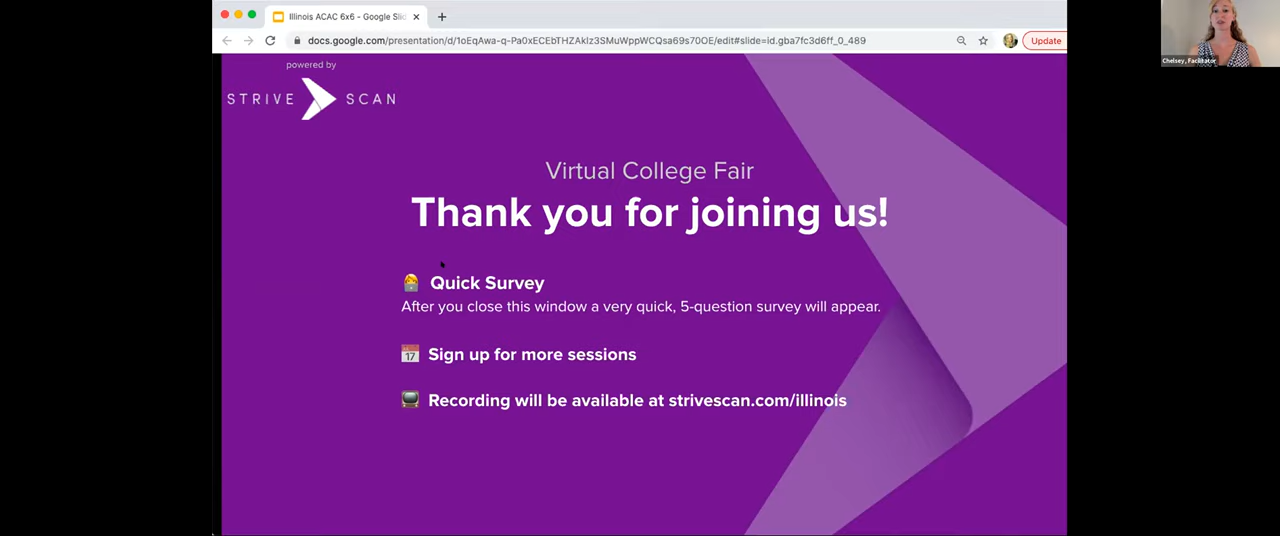 Illinois ACAC 6x6 - Google Slid
docs.google.com/presentation/d/1oEqAwa-q-Pa0xECEbTHZAkIz3SMuWppWCQsa69s70OE/edit#slide=id.gba7fc3d6ff_0_489
Update
Chelsey, Facilitator
powered by
STRIVE SCAN
Virtual College Fair
Thank you for joining us!
Quick Survey
After you close this window a very quick, 5-question survey will appear.
17 Sign up for more sessions
Recording will be available at strivescan.com/illinois